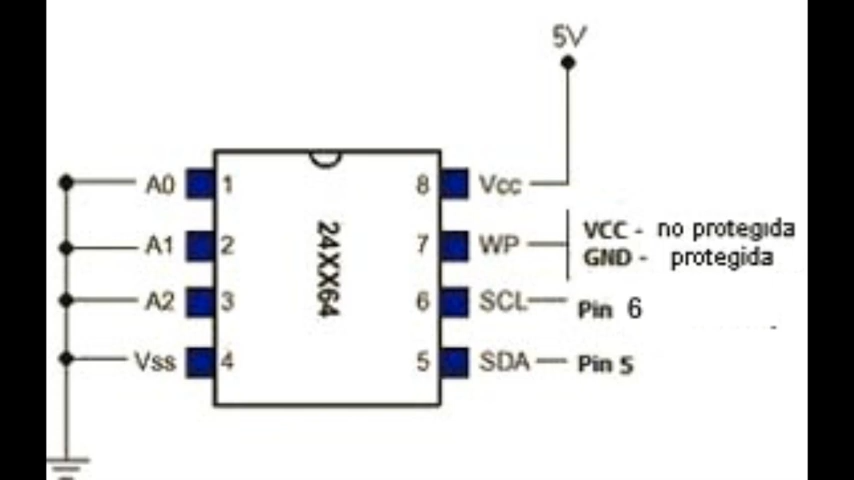 5V
A0 1 8 Vcc
VCC - no protegida
A1 2 7 WP
GND - protegida
24XX64
A2 3 6 SCL Pin 6
Vss 4 5 SDA Pin 5